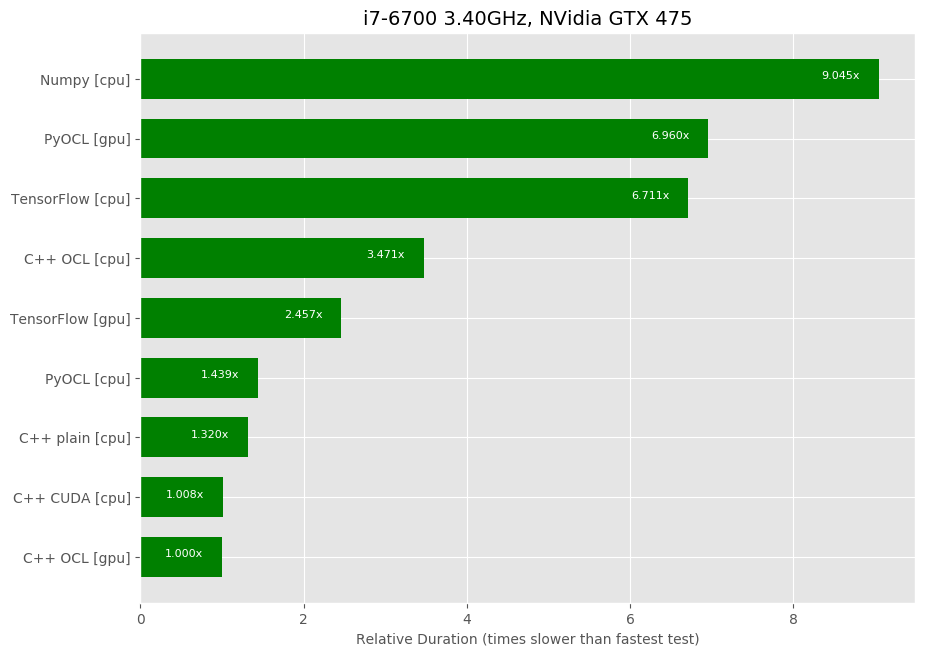 i7-6700 3.40GHz, NVidia GTX 475
Numpy [cpu] 9.045x
PyOCL [gpu] 6.960x
TensorFlow [cpu] 6.711x
C++ OCL [cpu] 3.471x
TensorFlow [gpu] 2.457x
PyOCL [cpu] 1.439x
C++ plain [cpu] 1.320x
C++ CUDA [cpu] 1.008x
C++ OCL [gpu] 1.000x
0 2 4 6 8
Relative Duration (times slower than fastest test)